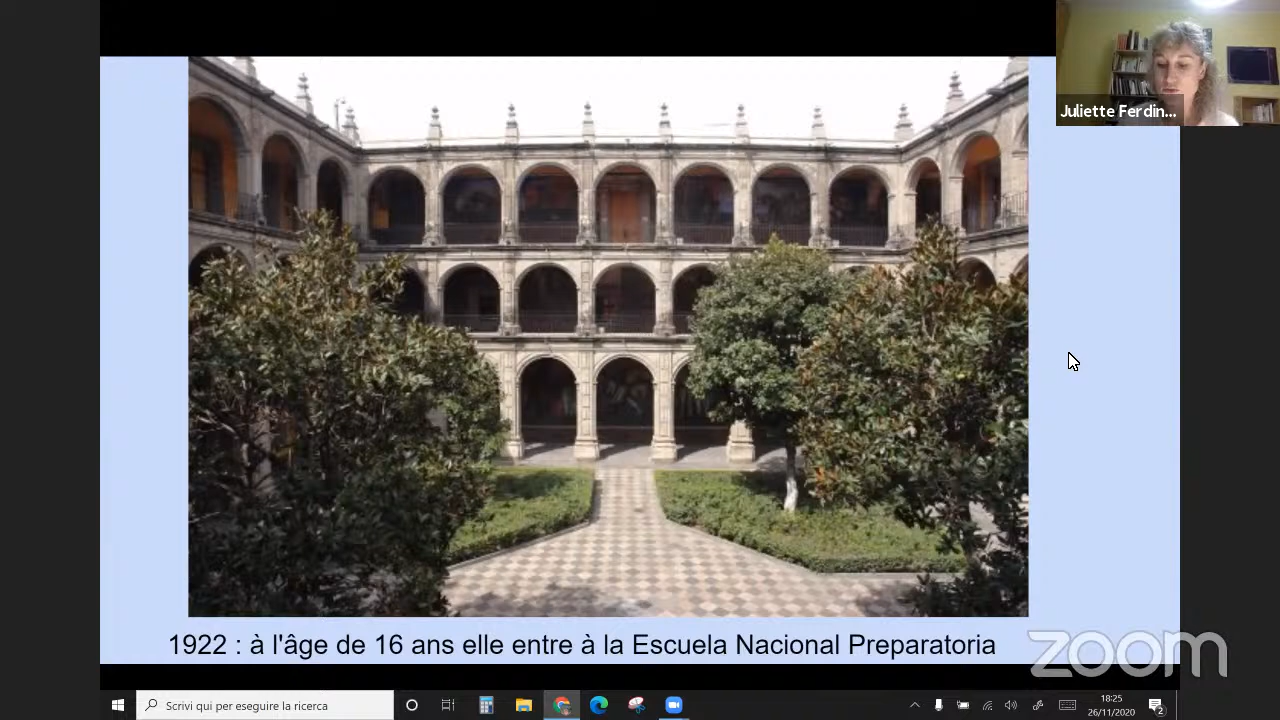 Juliette Ferdin...
1922 : à l'âge de 16 ans elle entre à la Escuela Nacional Preparatoria
zoom
Scrivi qui per eseguire la ricerca
18:25
26/11/2020
2